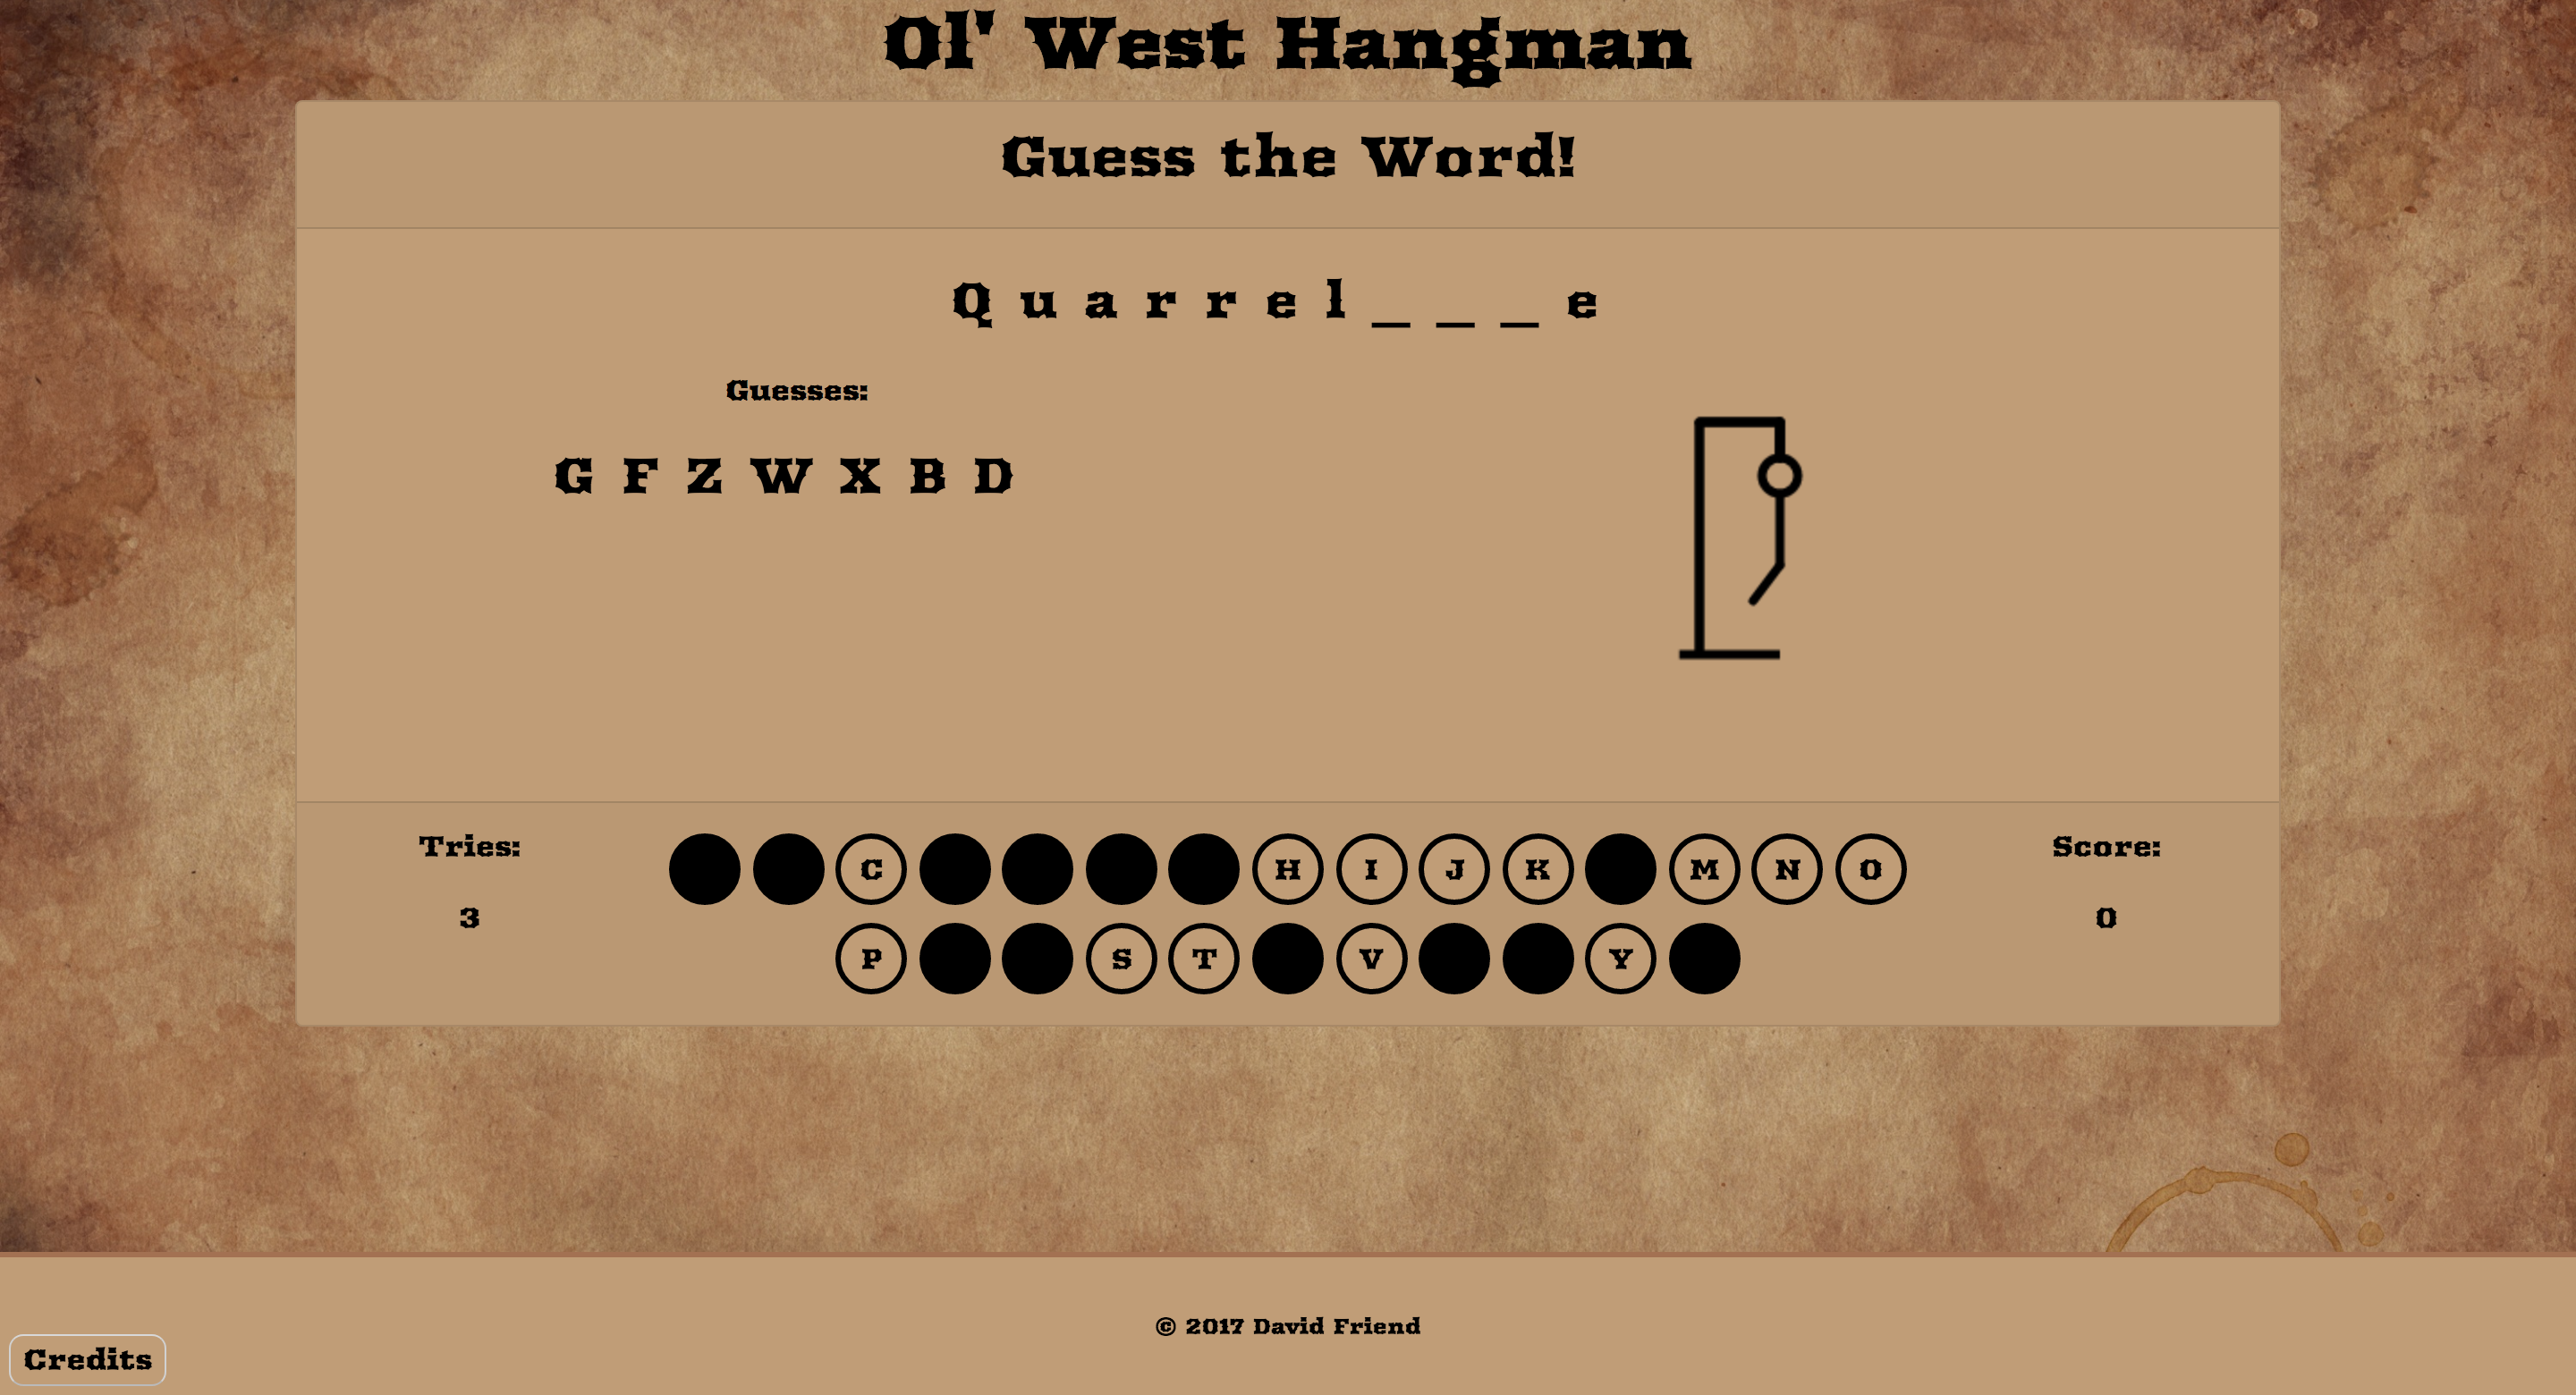 Ol' West Hangman
Guess the Word!
Q u a r r e l _ _ _ e
Guesses:
G F Z W X B D
Tries:
3
C H I J K M N O
P S T V Y
Score:
0
© 2017 David Friend
Credits